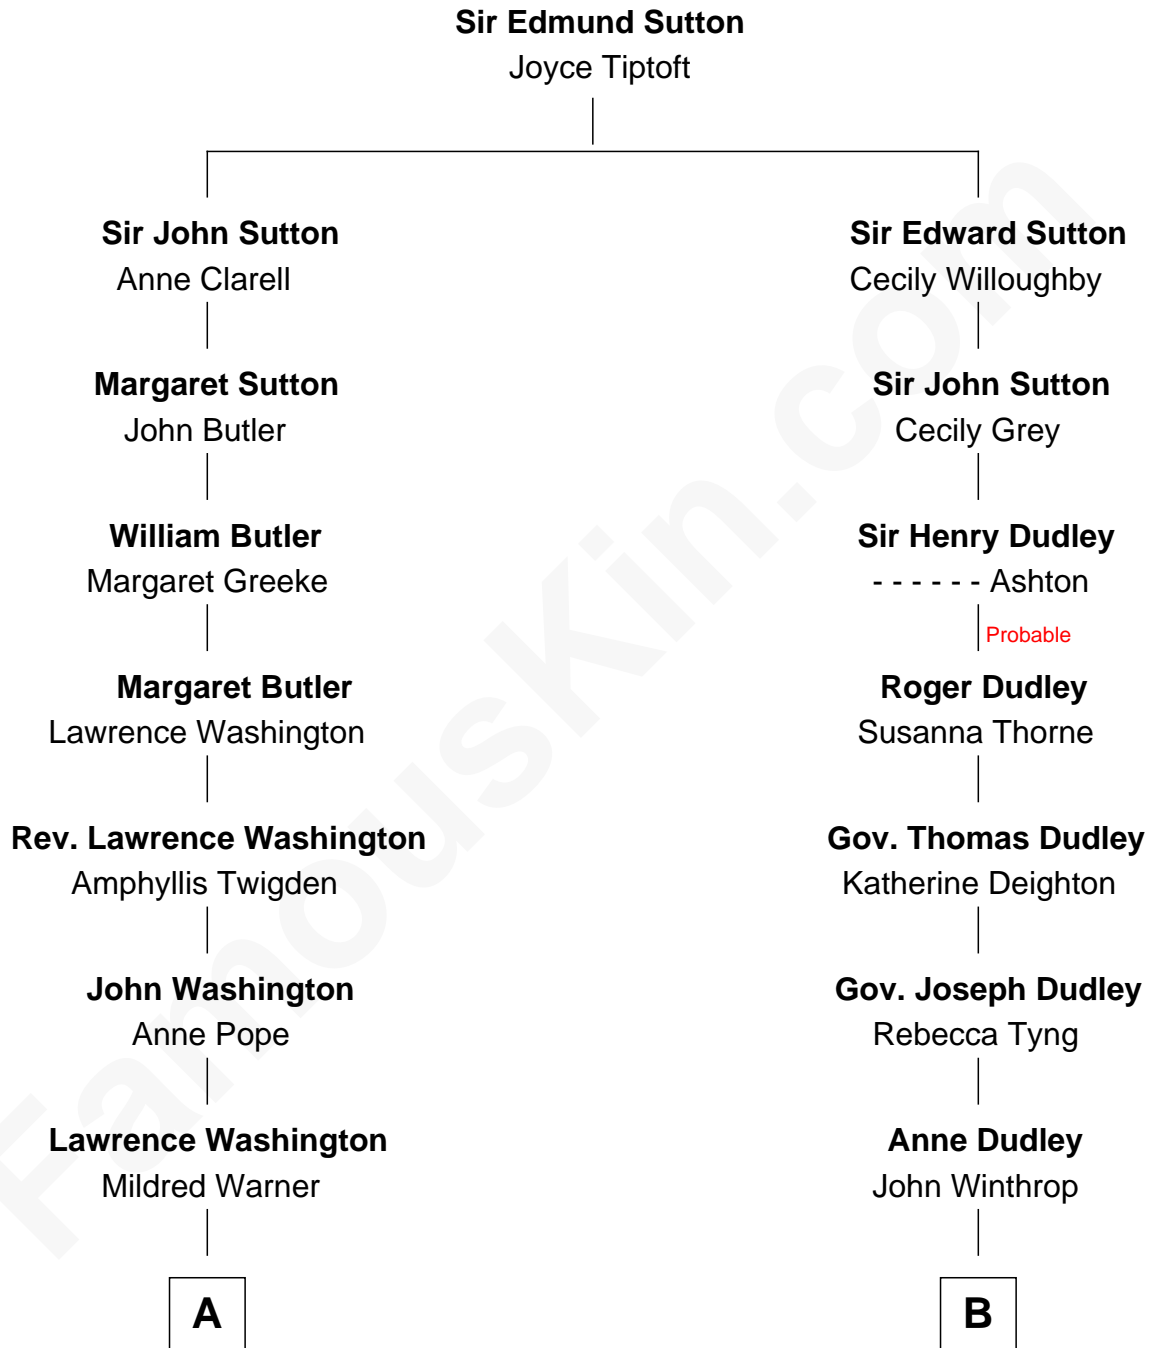 Sir Edmund Sutton
Joyce Tiptoft
Sir John Sutton
Anne Clarell
Sir Edward Sutton
Cecily Willoughby
Margaret Sutton
John Butler
Sir John Sutton
Cecily Grey
William Butler
Margaret Greeke
Sir Henry Dudley
- - - - - - Ashton
Probable
Margaret Butler
Lawrence Washington
Roger Dudley
Susanna Thorne
Rev. Lawrence Washington
Amphyllis Twigden
Gov. Thomas Dudley
Katherine Deighton
John Washington
Anne Pope
Gov. Joseph Dudley
Rebecca Tyng
Lawrence Washington
Mildred Warner
Anne Dudley
John Winthrop
A
B
FamousKin.com